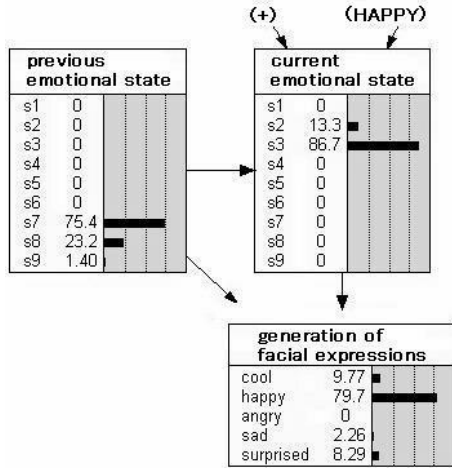 (+) (HAPPY)
previous
emotional state
s1 0
s2 0
s3 0
s4 0
s5 0
s6 0
s7 75.4
s8 23.2
s9 1.40
current
emotional state
s1 0
s2 13.3
s3 86.7
s4 0
s5 0
s6 0
s7 0
s8 0
s9 0
generation of
facial expressions
cool 9.77
happy 79.7
angry 0
sad 2.26
surprised 8.29